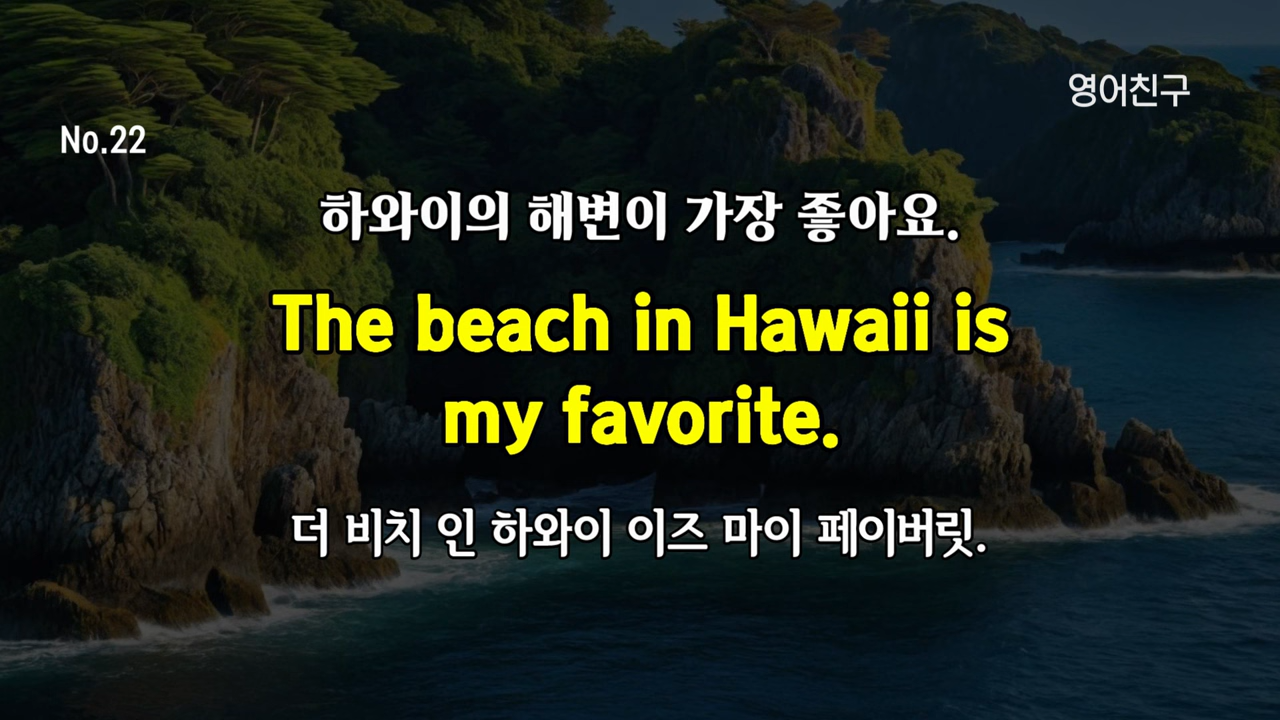 영어친구
No.22
하와이의 해변이 가장 좋아요.
The beach in Hawaii is
my favorite.
더 비치 인 하와이 이즈 마이 페이버릿.